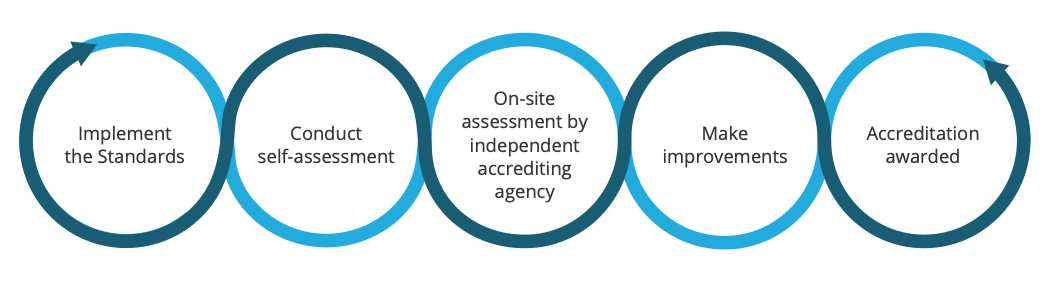 Implement
the Standards
Conduct
self-assessment
On-site
assessment by
independent
accrediting
agency
Make
improvements
Accreditation
awarded